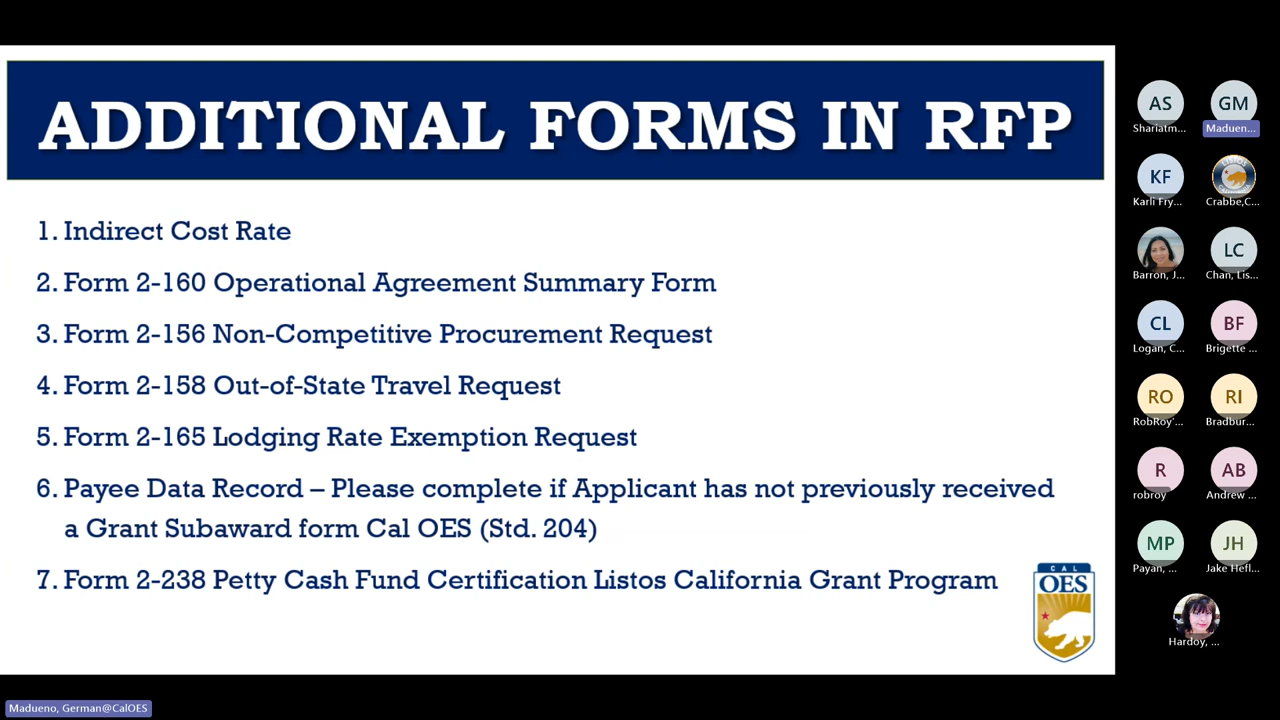 ADDITIONAL FORMS IN RFP
1. Indirect Cost Rate
2. Form 2-160 Operational Agreement Summary Form
3. Form 2-156 Non-Competitive Procurement Request
4. Form 2-158 Out-of-State Travel Request
5. Form 2-165 Lodging Rate Exemption Request
6. Payee Data Record – Please complete if Applicant has not previously received
a Grant Subaward form Cal OES (Std. 204)
7. Form 2-238 Petty Cash Fund Certification Listos California Grant Program
CAL
OES
AS
GM
Shariatm...
Maduen...
KF
Karli Fry...
Crabbe,C...
LC
Barron, J...
Chan, Lis...
CL
BF
Logan, C...
Brigette ...
RO
RI
RobRoy'...
Bradbur...
R
AB
robroy
Andrew ...
MP
JH
Payan, ...
Jake Hefl...
Hardoy, ...
Madueno, German@CalOES